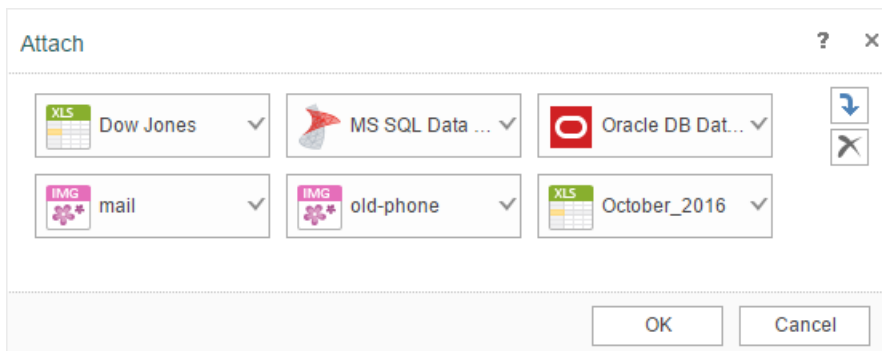 Attach ? ×
XLS Dow Jones MS SQL Data ... Oracle DB Dat...
IMG mail IMG old-phone XLS October_2016
OK Cancel